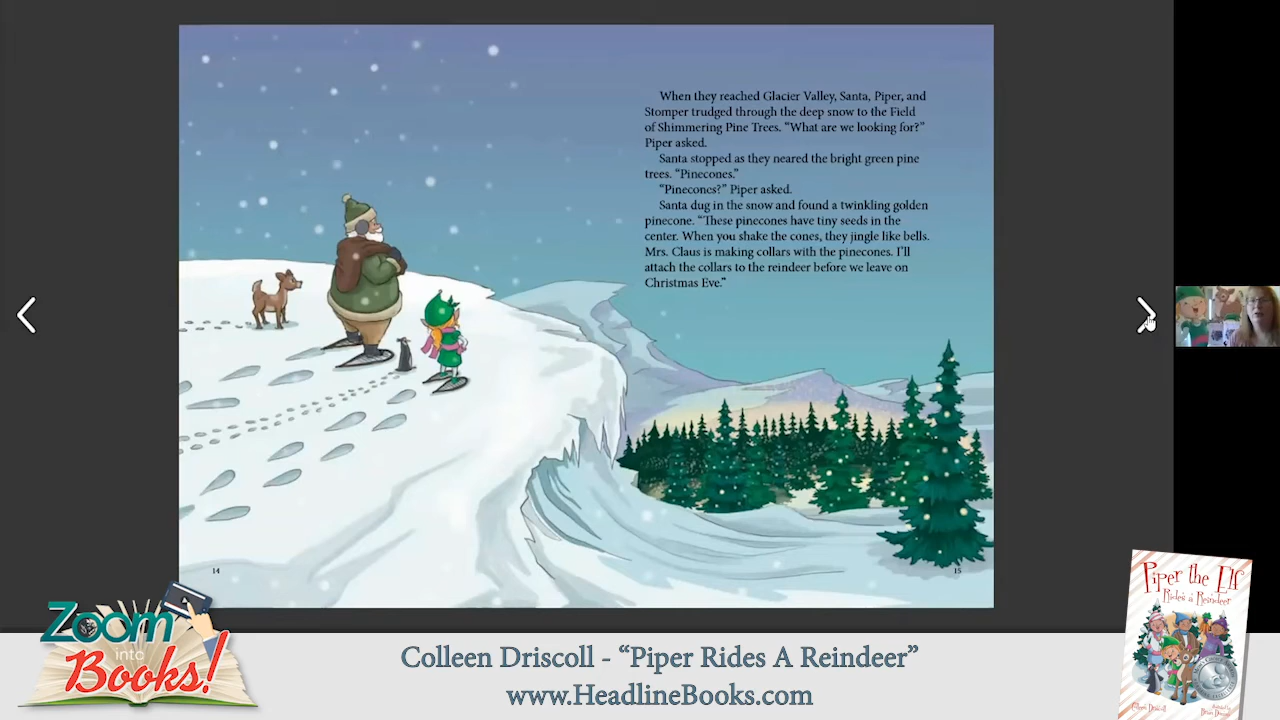 When they reached Glacier Valley, Santa, Piper, and
Stomper trudged through the deep snow to the Field
of Shimmering Pine Trees. “What are we looking for?”
Piper asked.
Santa stopped as they neared the bright green pine
trees. “Pinecones.”
“Pinecones?” Piper asked.
Santa dug in the snow and found a twinkling golden
pinecone. “These pinecones have tiny seeds in the
center. When you shake the cones, they jingle like bells.
Mrs. Claus is making collars with the pinecones. I’ll
attach the collars to the reindeer before we leave on
Christmas Eve.”
14
15
Zoom
into
Books!
Colleen Driscoll - “Piper Rides A Reindeer”
www.HeadlineBooks.com
Piper the Elf
Rides a Reindeer
Colleen Driscoll